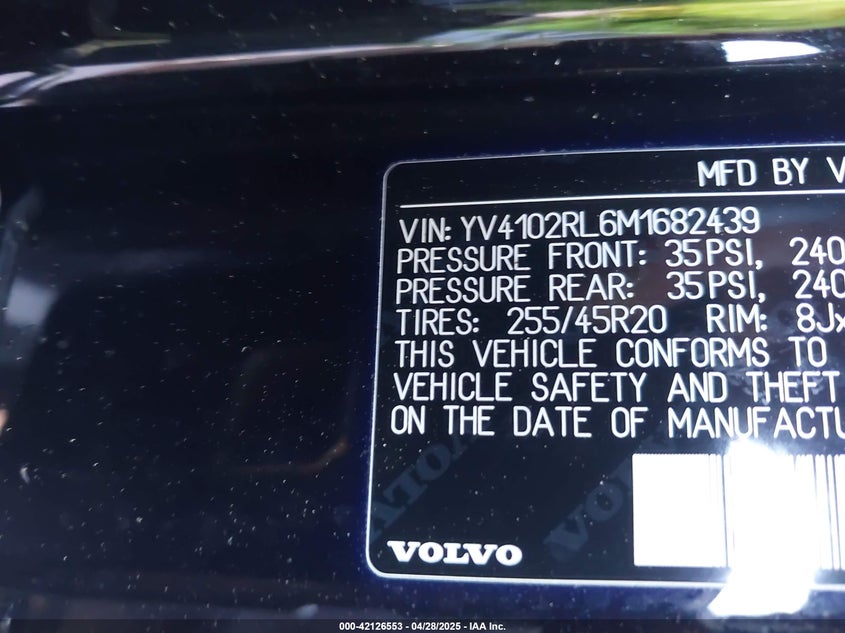 MFD BY V
VIN: YV4102RL6M1682439
PRESSURE FRONT: 35PSI, 240
PRESSURE REAR: 35PSI, 240
TIRES: 255/45R20 RIM: 8Jx
THIS VEHICLE CONFORMS TO
VEHICLE SAFETY AND THEFT
ON THE DATE OF MANUFACTU
VOLVO
000-42126553 | 04/28/2025 - IAA Inc.